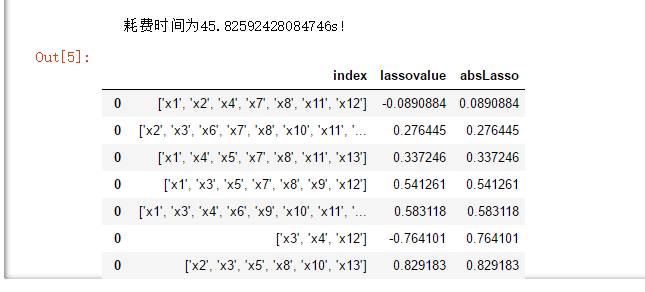 耗费时间为45.82592428084746s!
Out[5]:
index lassovalue absLasso
0 ['x1', 'x2', 'x4', 'x7', 'x8', 'x11', 'x12'] -0.0890884 0.0890884
0 ['x2', 'x3', 'x6', 'x7', 'x8', 'x10', 'x11', '... 0.276445 0.276445
0 ['x1', 'x4', 'x5', 'x7', 'x8', 'x11', 'x13'] 0.337246 0.337246
0 ['x1', 'x3', 'x5', 'x7', 'x8', 'x9', 'x12'] 0.541261 0.541261
0 ['x1', 'x3', 'x4', 'x6', 'x9', 'x10', 'x11', '... 0.583118 0.583118
0 ['x3', 'x4', 'x12'] -0.764101 0.764101
0 ['x2', 'x3', 'x5', 'x8', 'x10', 'x13'] 0.829183 0.829183